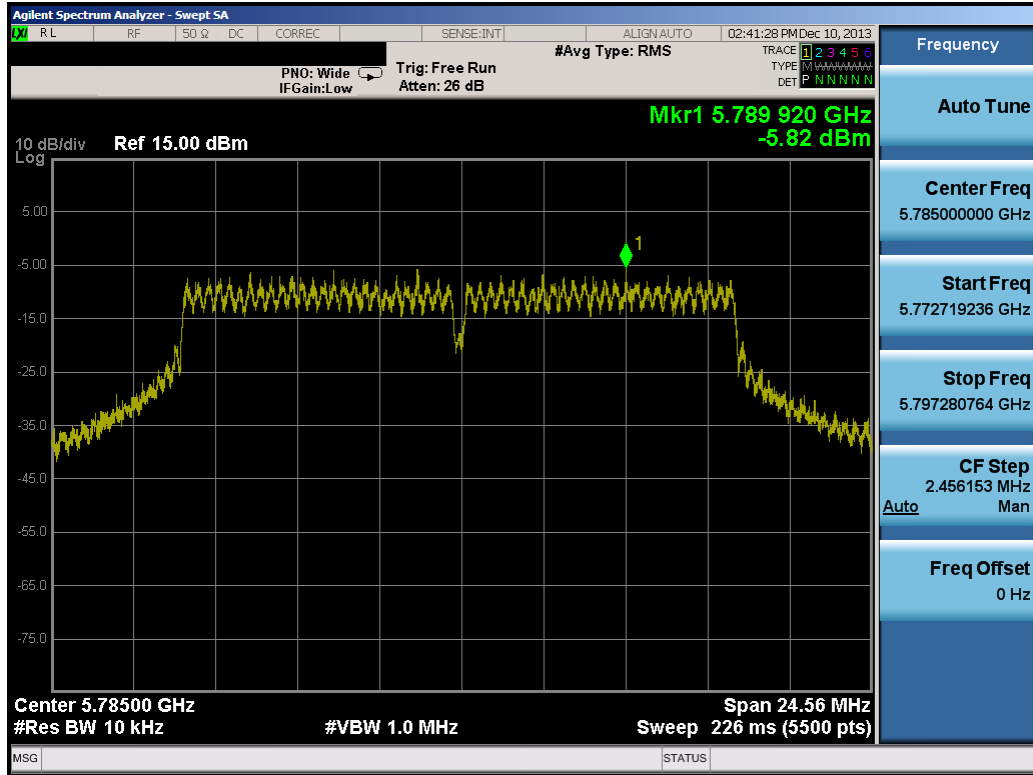 Agilent Spectrum Analyzer - Swept SA
LXI RL RF 50 Ω DC CORREC SENSE:INT ALIGN AUTO 02:41:28 PM Dec 10, 2013
PNO: Wide Trig: Free Run #Avg Type: RMS TRACE 1 2 3 4 5 6
IFGain:Low Atten: 26 dB TYPE M WWWWW
DET P N N N N N
Mkr1 5.789 920 GHz
-5.82 dBm
10 dB/div Ref 15.00 dBm
Log
1
5.00
-5.00
-15.0
-25.0
-35.0
-45.0
-55.0
-65.0
-75.0
Center 5.78500 GHz Span 24.56 MHz
#Res BW 10 kHz #VBW 1.0 MHz Sweep 226 ms (5500 pts)
MSG STATUS
Frequency
Auto Tune
Center Freq
5.785000000 GHz
Start Freq
5.772719236 GHz
Stop Freq
5.797280764 GHz
CF Step
2.456153 MHz
Auto Man
Freq Offset
0 Hz